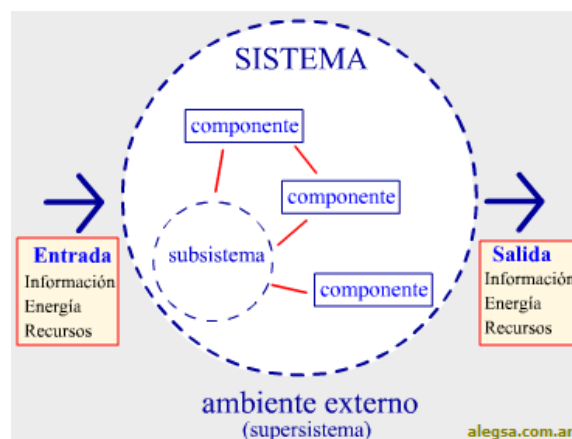 SISTEMA
componente
componente
subsistema
componente
Entrada
Información
Energía
Recursos
Salida
Información
Energía
Recursos
ambiente externo
(supersistema)
alegsa.com.ar